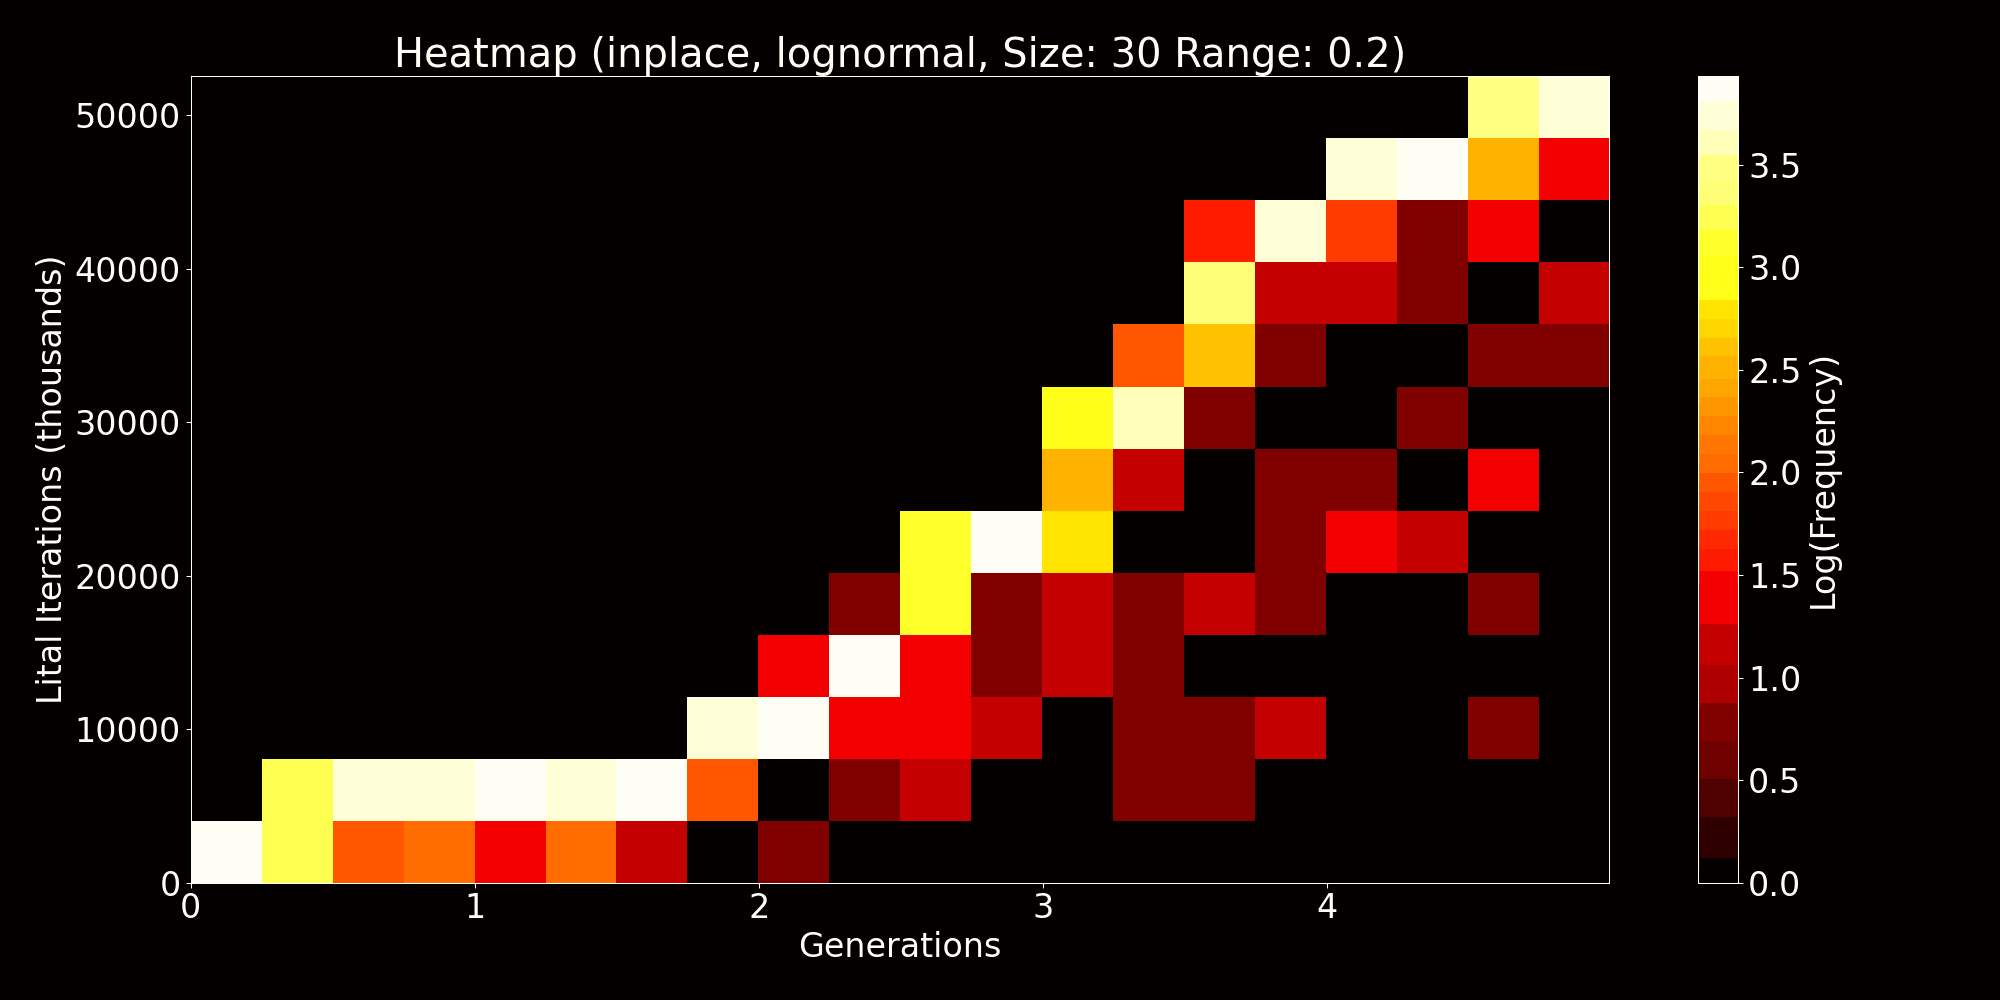 Heatmap (inplace, lognormal, Size: 30 Range: 0.2)
50000
40000
30000
20000
10000
0
Lital Iterations (thousands)
0 1 2 3 4
Generations
3.5
3.0
2.5
2.0
1.5
1.0
0.5
0.0
Log(Frequency)